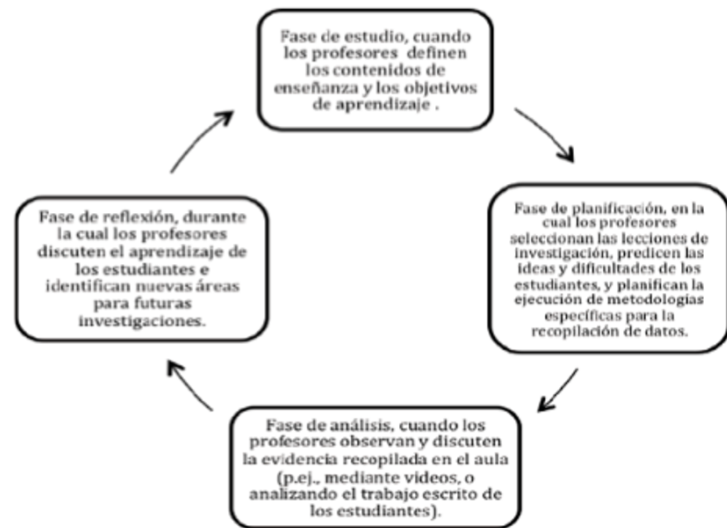 Fase de estudio, cuando
los profesores definen
los contenidos de
enseñanza y los objetivos
de aprendizaje .
Fase de planificación, en la
cual los profesores
seleccionan las lecciones de
investigación, predicen las
ideas y dificultades de los
estudiantes, y planifican la
ejecución de metodologías
específicas para la
recopilación de datos.
Fase de análisis, cuando los
profesores observan y discuten
la evidencia recopilada en el aula
(p.ej., mediante videos, o
analizando el trabajo escrito de
los estudiantes).
Fase de reflexión, durante
la cual los profesores
discuten el aprendizaje de
los estudiantes e
identifican nuevas áreas
para futuras
investigaciones.